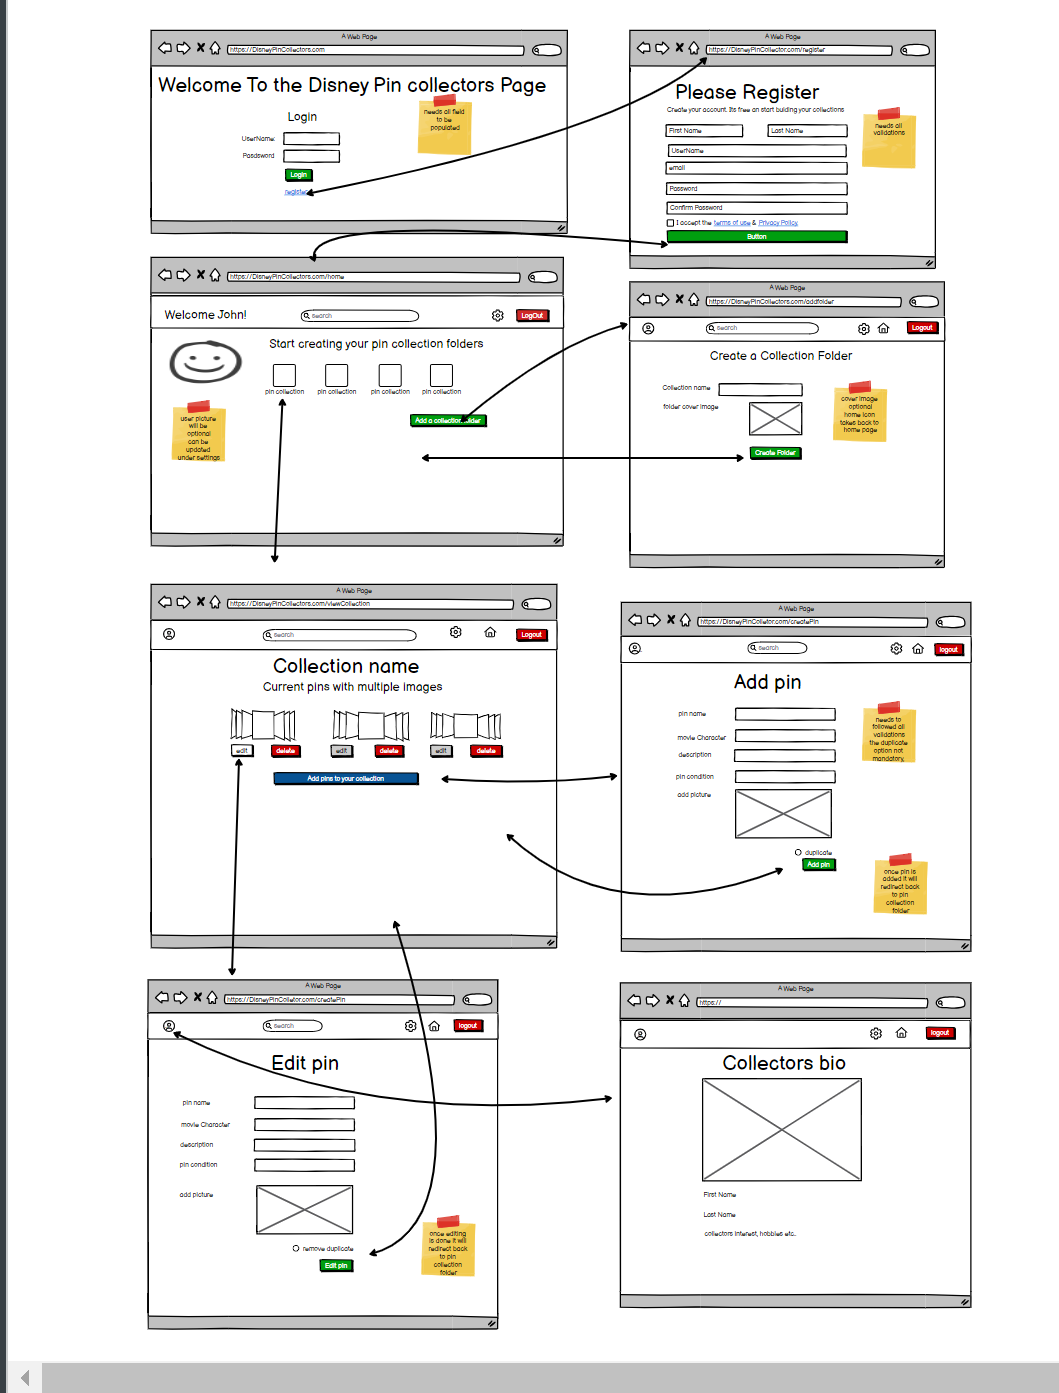 A Web Page
https://DisneyPinCollectors.com
Welcome To the Disney Pin collectors Page
Login
UserName:
Pasdsword
Login
register
needs all field
to be
populated
A Web Page
https://DisneyPinCollector.com/register
Please Register
Create your account. Its free an start building your collections
First Name
Last Name
UserName
email
Password
Confirm Password
I accept the terms of use & Privacy Policy
Button
needs all
validations
https://DisneyPinCollectors.com/home
Welcome John!
search
LogOut
Start creating your pin collection folders
pin collection
pin collection
pin collection
pin collection
Add a collection folder
user picture
will be
optional
can be
updated
under settings
A Web Page
https://DisneyPinCollectors.com/addfolder
search
Logout
Create a Collection Folder
Collection name
folder cover image
Create Folder
cover image
optional
home icon
takes back to
home page
A Web Page
https://DisneyPinCollectors.com/viewCollection
search
Logout
Collection name
Current pins with multiple images
edit
delete
edit
delete
edit
delete
Add pins to your collection
A Web Page
https://DisneyPinColletor.com/createPin
search
logout
Add pin
pin name
movie Character
description
pin condition
add picture
duplicate
Add pin
needs to
followed all
validations
the duplicate
option not
mandatory.
once pin is
added it will
redirect back
to pin
collection
folder
A Web Page
https://DisneyPinColletor.com/createPin
search
logout
Edit pin
pin name
movie Character
description
pin condition
add picture
remove duplicate
Edit pin
once editing
is done it will
redirect back
to pin
collection
folder
A Web Page
https://
logout
Collectors bio
First Name
Last Name
collectors interest, hobbies etc.